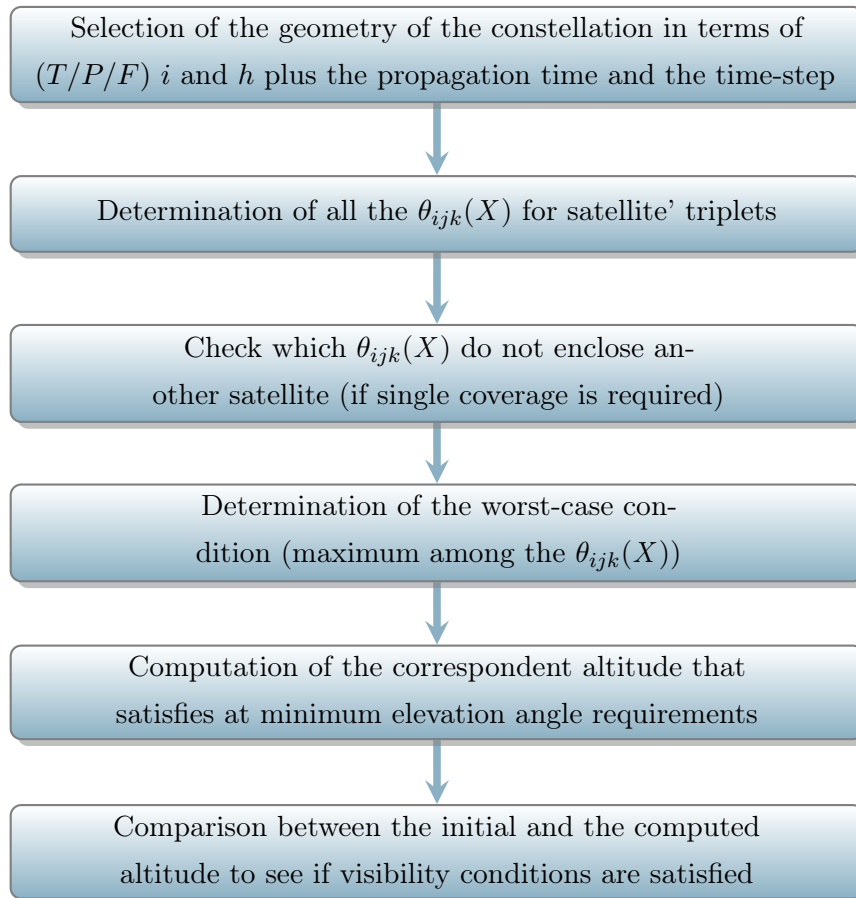 Selection of the geometry of the constellation in terms of
(T/P/F) i and h plus the propagation time and the time-step
Determination of all the θijk(X) for satellite’ triplets
Check which θijk(X) do not enclose an-
other satellite (if single coverage is required)
Determination of the worst-case con-
dition (maximum among the θijk(X))
Computation of the correspondent altitude that
satisfies at minimum elevation angle requirements
Comparison between the initial and the computed
altitude to see if visibility conditions are satisfied